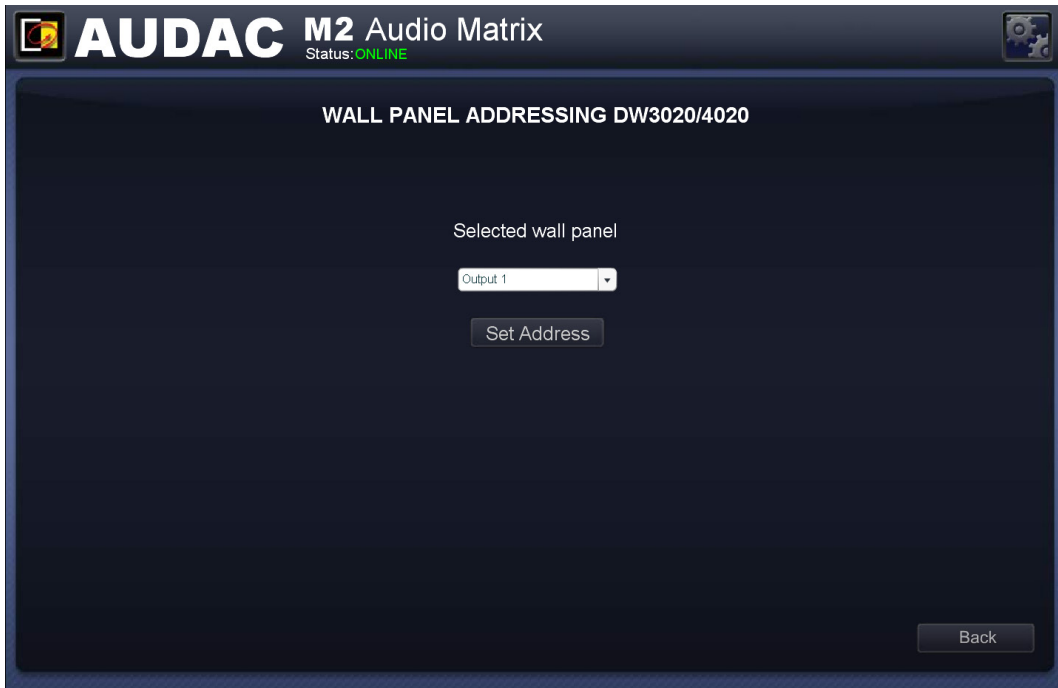 AUDAC M2 Audio Matrix
Status:ONLINE
WALL PANEL ADDRESSING DW3020/4020
Selected wall panel
Output 1
Set Address
Back